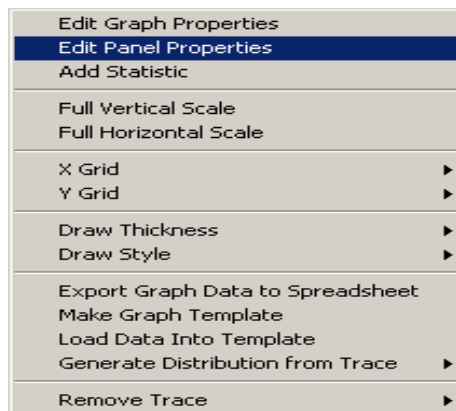 Edit Graph Properties
Edit Panel Properties
Add Statistic
Full Vertical Scale
Full Horizontal Scale
X Grid
Y Grid
Draw Thickness
Draw Style
Export Graph Data to Spreadsheet
Make Graph Template
Load Data Into Template
Generate Distribution from Trace
Remove Trace